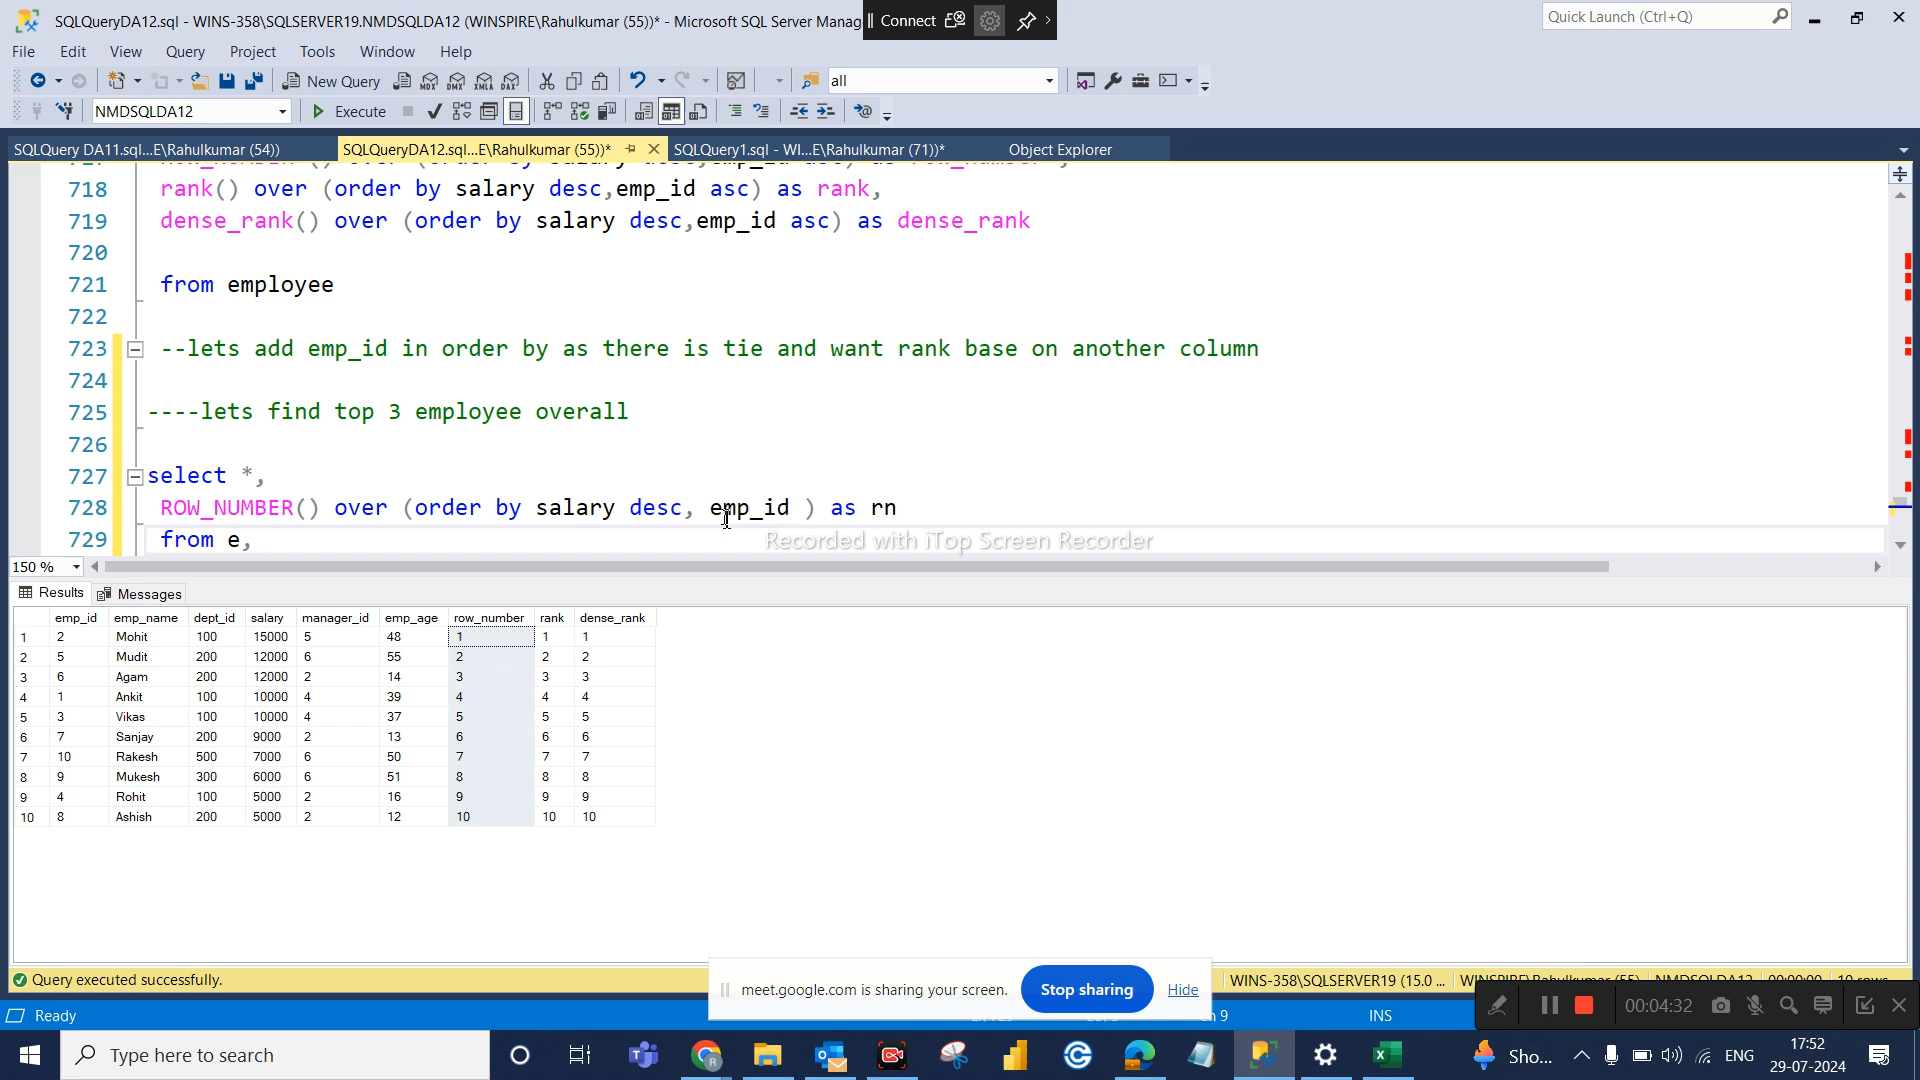 SQLQueryDA12.sql - WINS-358\SQLSERVER19.NMDSQLDA12 (WINSPIRE\Rahulkumar (55))* - Microsoft SQL Server Manag
Connect
Quick Launch (Ctrl+Q)
File Edit View Query Project Tools Window Help
New Query
all
NMDSQLDA12
Execute
SQLQuery DA11.sql...E\Rahulkumar (54))
SQLQueryDA12.sql...E\Rahulkumar (55))*
SQLQuery1.sql - WI...E\Rahulkumar (71))*
Object Explorer
718 rank() over (order by salary desc,emp_id asc) as rank,
719 dense_rank() over (order by salary desc,emp_id asc) as dense_rank
720
721 from employee
722
723 --lets add emp_id in order by as there is tie and want rank base on another column
724
725 ----lets find top 3 employee overall
726
727 select *,
728 ROW_NUMBER() over (order by salary desc, emp_id ) as rn
729 from e,
Recorded with iTop Screen Recorder
150 %
Results Messages
emp_id emp_name dept_id salary manager_id emp_age row_number rank dense_rank
1 2 Mohit 100 15000 5 48 1 1 1
2 5 Mudit 200 12000 6 55 2 2 2
3 6 Agam 200 12000 2 14 3 3 3
4 1 Ankit 100 10000 4 39 4 4 4
5 3 Vikas 100 10000 4 37 5 5 5
6 7 Sanjay 200 9000 2 13 6 6 6
7 10 Rakesh 500 7000 6 50 7 7 7
8 9 Mukesh 300 6000 6 51 8 8 8
9 4 Rohit 100 5000 2 16 9 9 9
10 8 Ashish 200 5000 2 12 10 10 10
Query executed successfully.
WINS-358\SQLSERVER19 (15.0 ...
WINSPIRE\Rahulkumar (55)
NMDSQLDA12
00:00:00
10 rows
meet.google.com is sharing your screen.
Stop sharing
Hide
Ready
INS
00:04:32
Type here to search
Sho...
ENG
17:52
29-07-2024